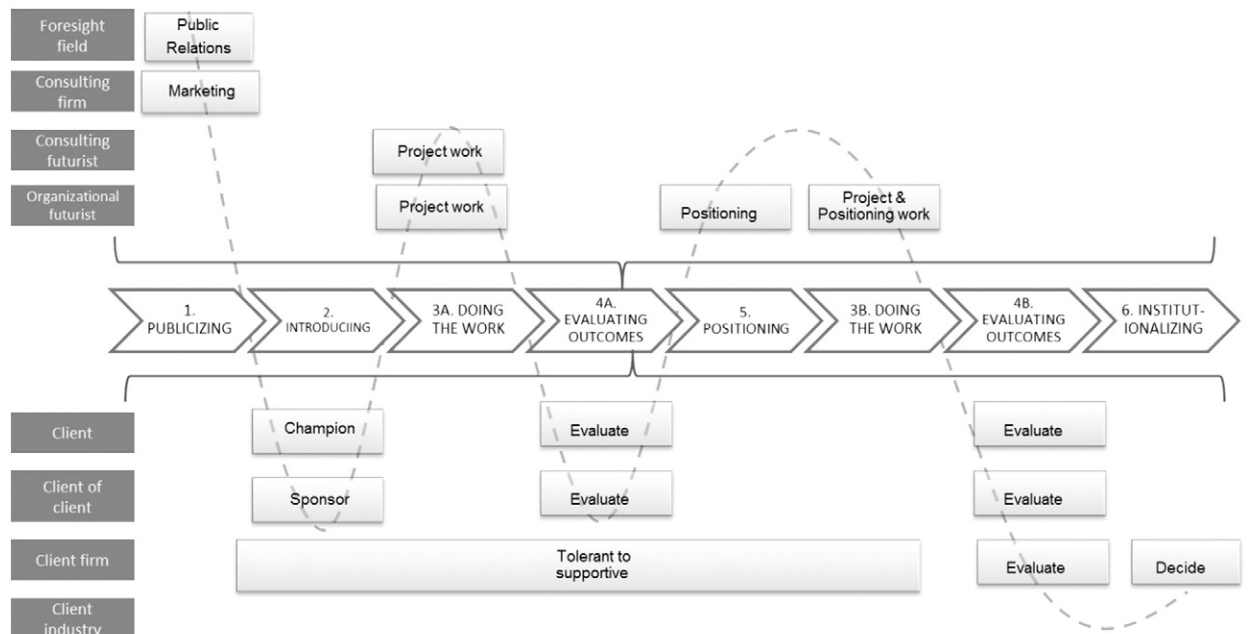 Foresight
field
Public
Relations
Consulting
firm
Marketing
Consulting
futurist
Project work
Organizational
futurist
Project work
Positioning
Project &
Positioning work
1.
PUBLICIZING
2.
INTRODUCIING
3A. DOING
THE WORK
4A.
EVALUATING
OUTCOMES
5.
POSITIONING
3B. DOING
THE WORK
4B.
EVALUATING
OUTCOMES
6. INSTITUT-
IONALIZING
Client
Champion
Evaluate
Evaluate
Client of
client
Sponsor
Evaluate
Evaluate
Client firm
Tolerant to
supportive
Evaluate
Decide
Client
industry